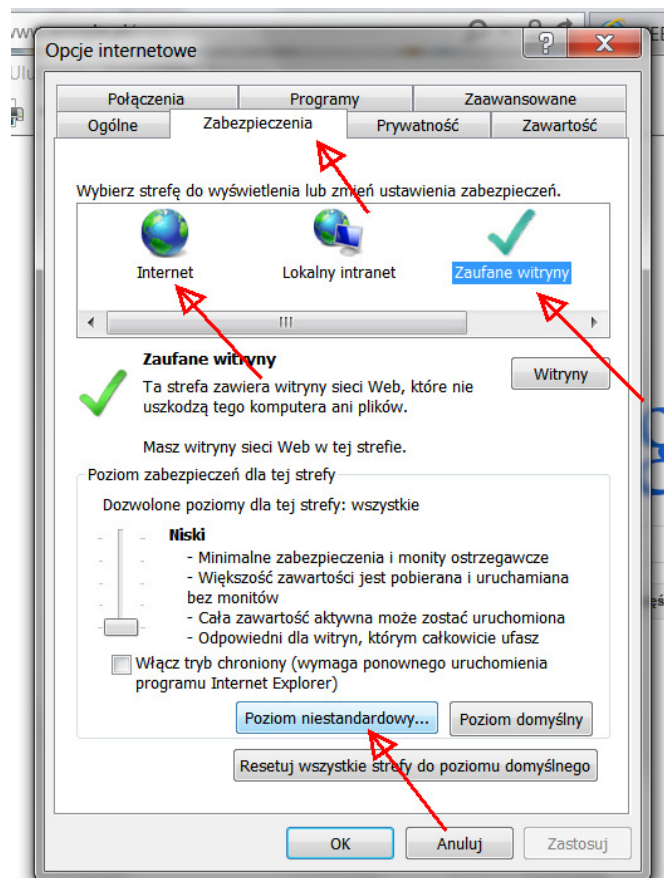 Opcje internetowe
Połączenia Programy Zaawansowane
Ogólne Zabezpieczenia Prywatność Zawartość
Wybierz strefę do wyświetlenia lub zmień ustawienia zabezpieczeń.
Internet Lokalny intranet Zaufane witryny
Zaufane witryny
Witryny
Ta strefa zawiera witryny sieci Web, które nie
uszkodzą tego komputera ani plików.
Masz witryny sieci Web w tej strefie.
Poziom zabezpieczeń dla tej strefy
Dozwolone poziomy dla tej strefy: wszystkie
Niski
- Minimalne zabezpieczenia i monity ostrzegawcze
- Większość zawartości jest pobierana i uruchamiana
bez monitów
- Cała zawartość aktywna może zostać uruchomiona
- Odpowiedni dla witryn, którym całkowicie ufasz
Włącz tryb chroniony (wymaga ponownego uruchomienia
programu Internet Explorer)
Poziom niestandardowy... Poziom domyślny
Resetuj wszystkie strefy do poziomu domyślnego
OK Anuluj Zastosuj